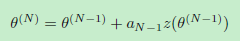 θ^(N) = θ^(N−1) + a_{N−1} z(θ^(N−1))